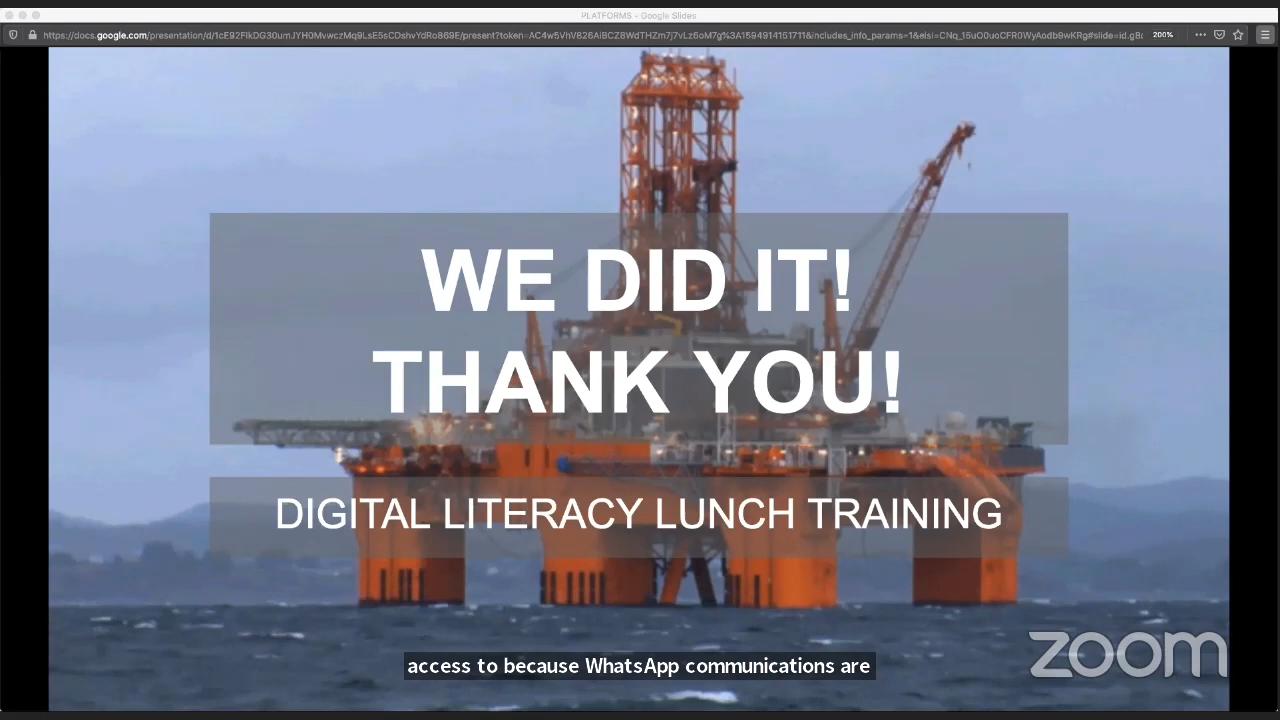 PLATFORMS - Google Slides
200%
WE DID IT!
THANK YOU!
DIGITAL LITERACY LUNCH TRAINING
access to because WhatsApp communications are
zoom